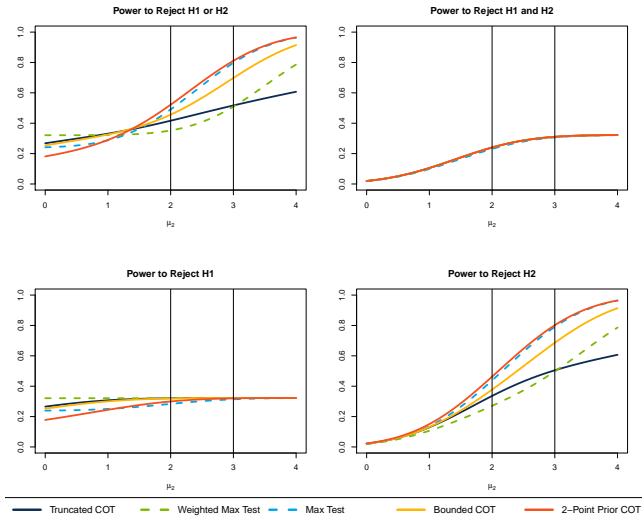 Power to Reject H1 or H2
Power to Reject H1 and H2
0.0 0.2 0.4 0.6 0.8 1.0
0 1 2 3 4
μ2
0.0 0.2 0.4 0.6 0.8 1.0
0 1 2 3 4
μ2
Power to Reject H1
Power to Reject H2
0.0 0.2 0.4 0.6 0.8 1.0
0 1 2 3 4
μ2
0.0 0.2 0.4 0.6 0.8 1.0
0 1 2 3 4
μ2
Truncated COT Weighted Max Test Max Test Bounded COT 2−Point Prior COT